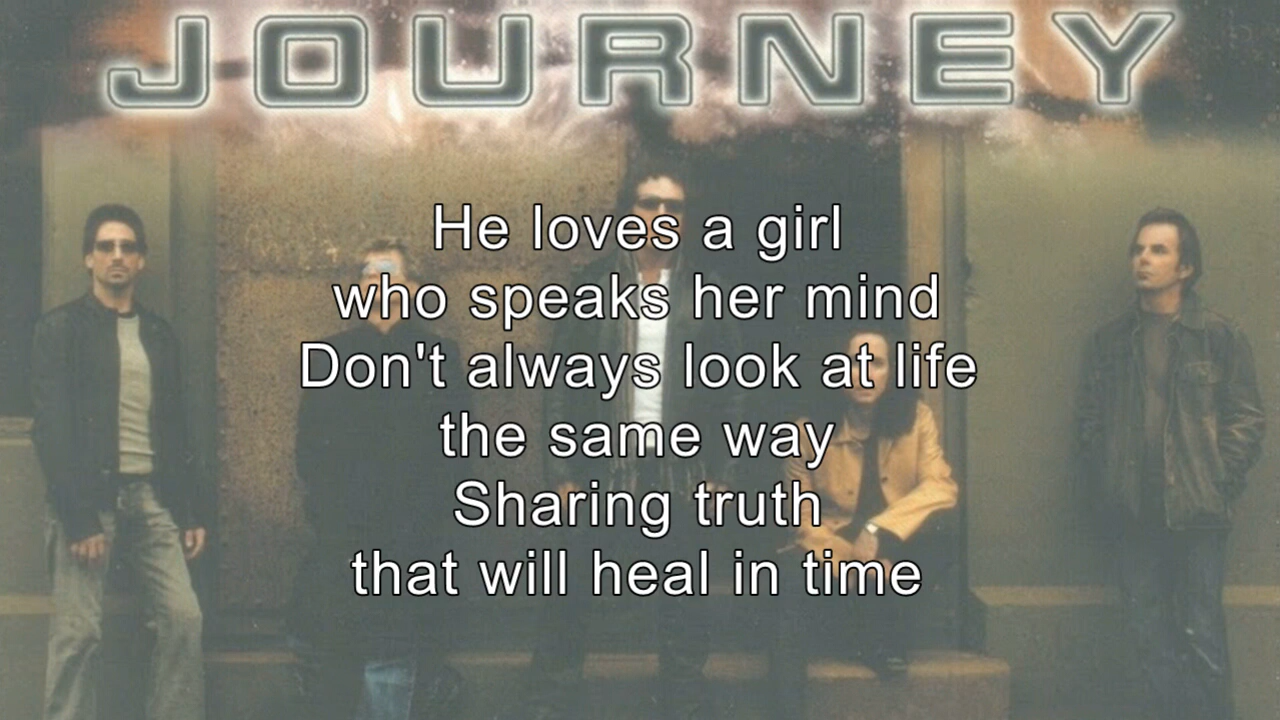 JOURNEY
He loves a girl
who speaks her mind
Don't always look at life
the same way
Sharing truth
that will heal in time